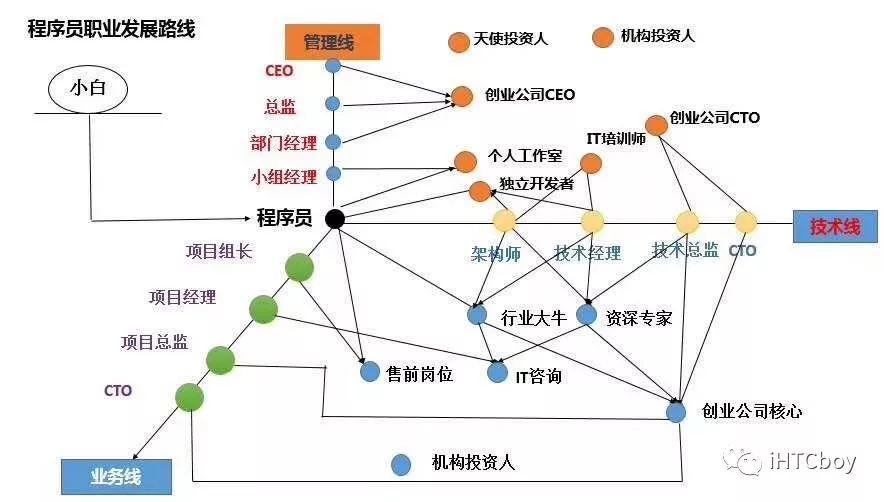 程序员职业发展路线
管理线
天使投资人
机构投资人
小白
CEO
创业公司CEO
总监
创业公司CTO
部门经理
IT培训师
个人工作室
小组经理
独立开发者
程序员
技术线
项目组长
架构师
技术经理
技术总监
CTO
项目经理
行业大牛
资深专家
项目总监
售前岗位
IT咨询
CTO
创业公司核心
业务线
机构投资人
iHTCboy